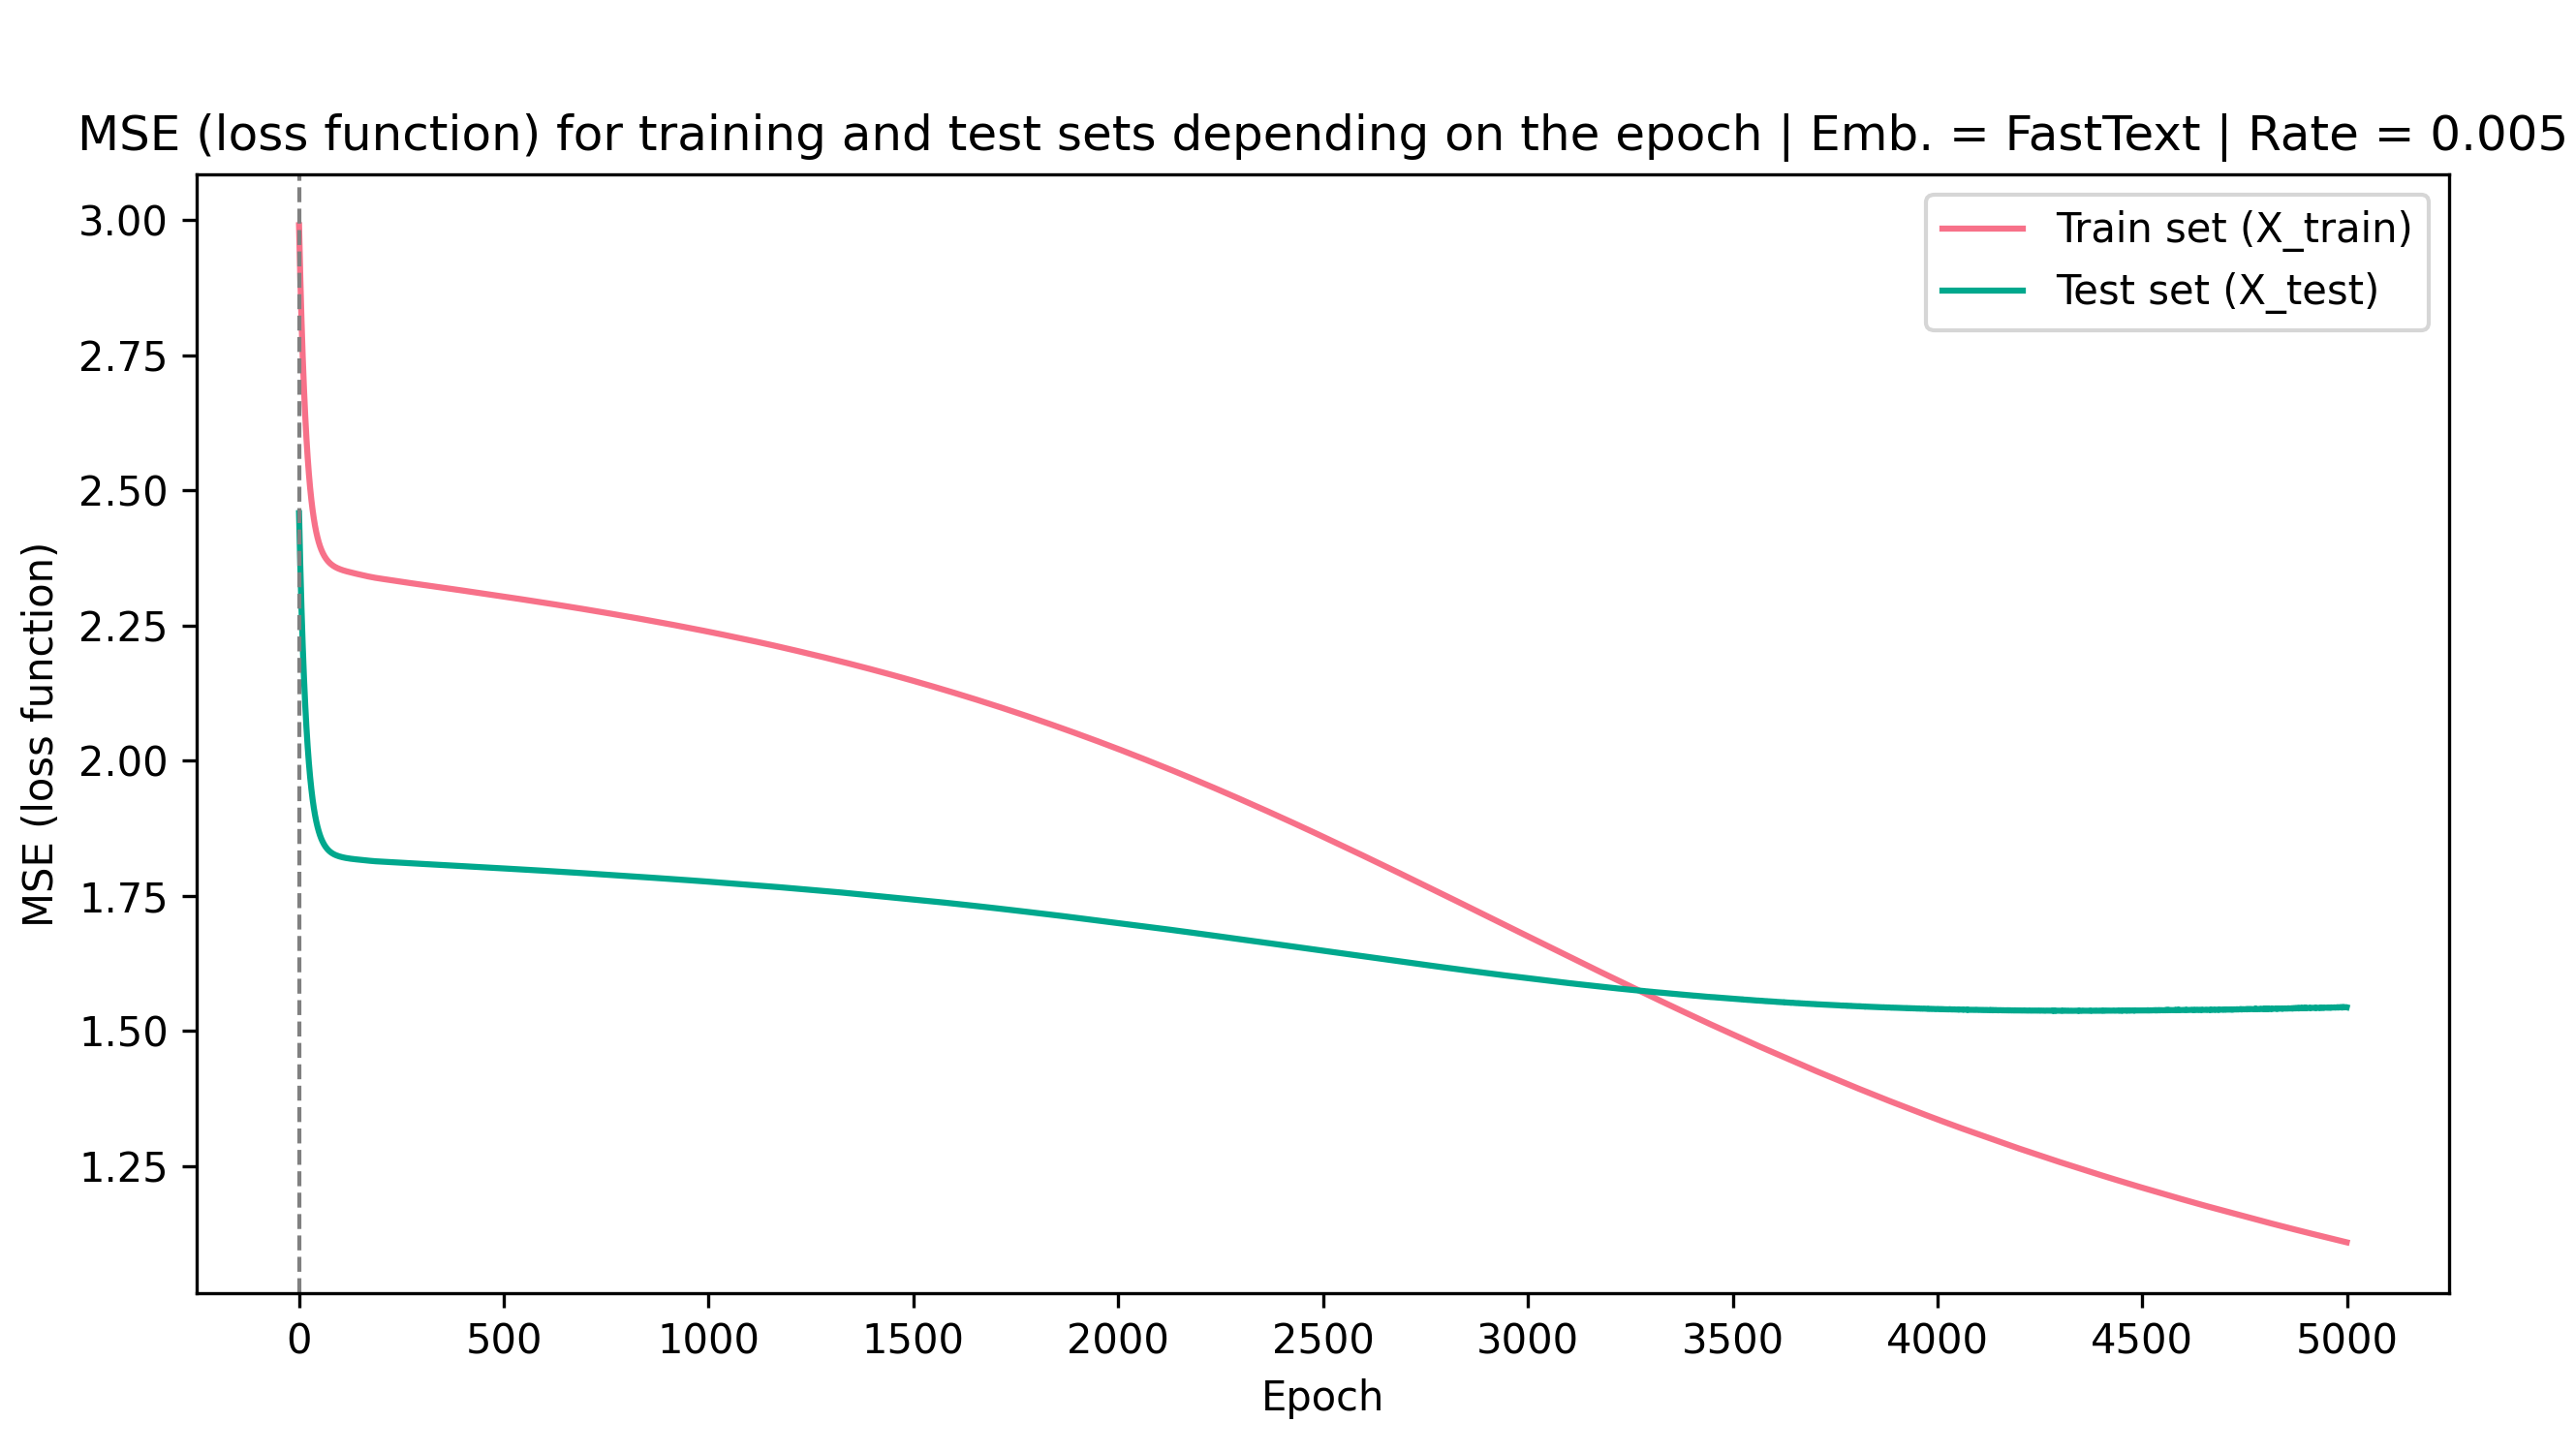 MSE (loss function) for training and test sets depending on the epoch | Emb. = FastText | Rate = 0.005
Train set (X_train)
Test set (X_test)
MSE (loss function)
3.00
2.75
2.50
2.25
2.00
1.75
1.50
1.25
0 500 1000 1500 2000 2500 3000 3500 4000 4500 5000
Epoch